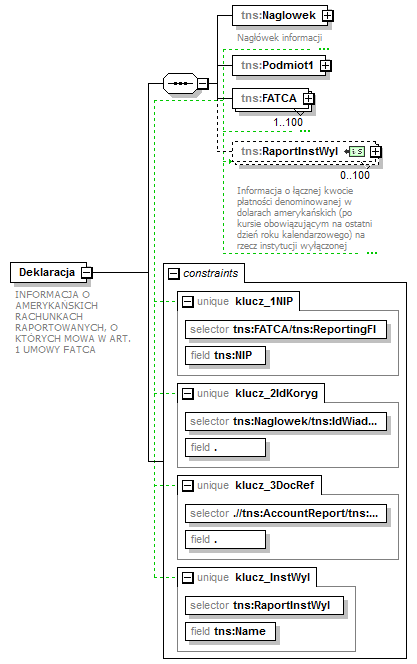 tns:Naglowek
Nagłówek informacji
tns:Podmiot1
tns:FATCA
1..100
tns:RaportInstWyl
0..100
Informacja o łącznej kwocie
płatności denominowanej w
dolarach amerykańskich (po
kursie obowiązującym na ostatni
dzień roku kalendarzowego) na
rzecz instytucji wyłączonej
Deklaracja
INFORMACJA O
AMERYKAŃSKICH
RACHUNKACH
RAPORTOWANYCH, O
KTÓRYCH MOWA W ART.
1 UMOWY FATCA
constraints
unique klucz_1NIP
selector tns:FATCA/tns:ReportingFI
field tns:NIP
unique klucz_2IdKoryg
selector tns:Naglowek/tns:IdWiad...
field .
unique klucz_3DocRef
selector .//tns:AccountReport/tns:...
field .
unique klucz_InstWyl
selector tns:RaportInstWyl
field tns:Name